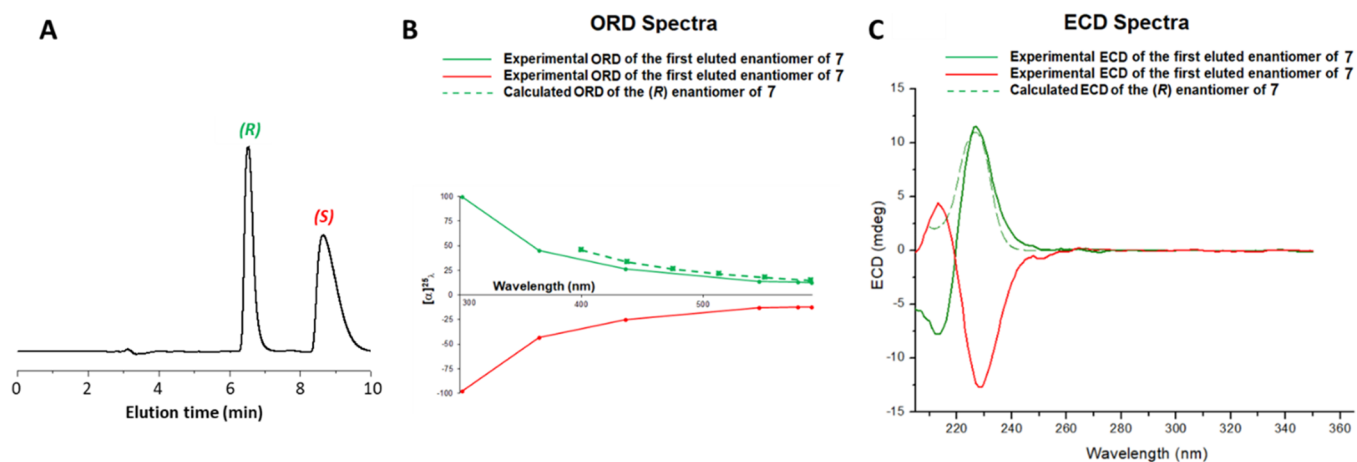 A
(R)
(S)
0 2 4 6 8 10
Elution time (min)
B
ORD Spectra
Experimental ORD of the first eluted enantiomer of 7
Experimental ORD of the first eluted enantiomer of 7
Calculated ORD of the (R) enantiomer of 7
100
75
50
25
0
-25
-50
-75
-100
[α]²⁵λ
Wavelength (nm)
300 400 500
C
ECD Spectra
Experimental ECD of the first eluted enantiomer of 7
Experimental ECD of the first eluted enantiomer of 7
Calculated ECD of the (R) enantiomer of 7
15
10
5
0
-5
-10
-15
ECD (mdeg)
220 240 260 280 300 320 340 360
Wavelength (nm)